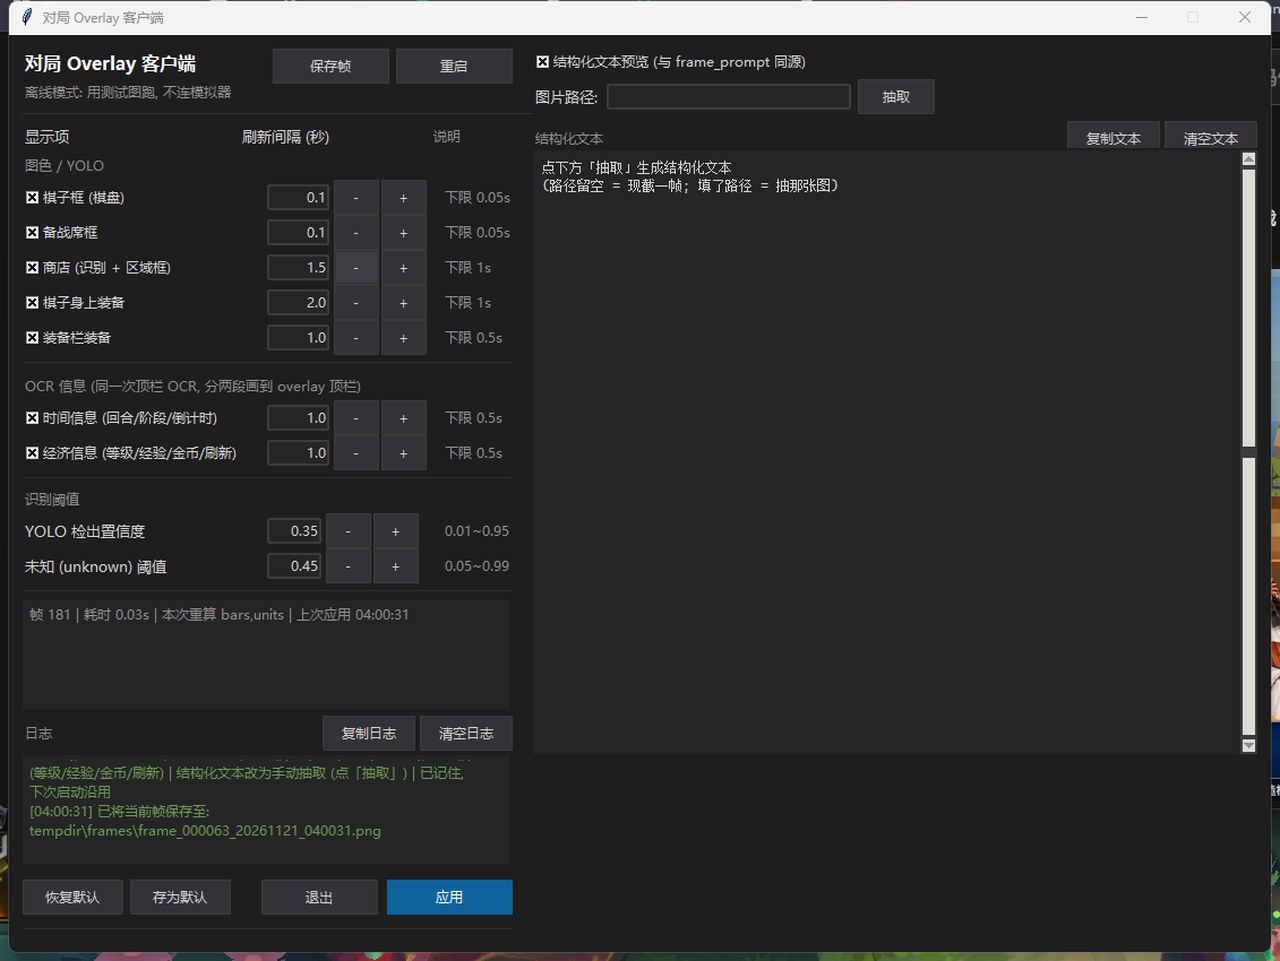 对局 Overlay 客户端
对局 Overlay 客户端
保存帧
重启
离线模式: 用测试图跑, 不连模拟器
显示项
刷新间隔 (秒)
说明
图色 / YOLO
棋子框 (棋盘)
0.1
-
+
下限 0.05s
备战席框
0.1
-
+
下限 0.05s
商店 (识别 + 区域框)
1.5
-
+
下限 1s
棋子身上装备
2.0
-
+
下限 1s
装备栏装备
1.0
-
+
下限 0.5s
OCR 信息 (同一次顶栏 OCR, 分两段画到 overlay 顶栏)
时间信息 (回合/阶段/倒计时)
1.0
-
+
下限 0.5s
经济信息 (等级/经验/金币/刷新)
1.0
-
+
下限 0.5s
识别阈值
YOLO 检出置信度
0.35
-
+
0.01~0.95
未知 (unknown) 阈值
0.45
-
+
0.05~0.99
帧 181 | 耗时 0.03s | 本次重算 bars,units | 上次应用 04:00:31
日志
复制日志
清空日志
(等级/经验/金币/刷新) | 结构化文本改为手动抽取 (点「抽取」) | 已记住,
下次启动沿用
[04:00:31] 已将当前帧保存至:
tempdir\frames\frame_000063_20261121_040031.png
恢复默认
存为默认
退出
应用
结构化文本预览 (与 frame_prompt 同源)
图片路径:
抽取
结构化文本
复制文本
清空文本
点下方「抽取」生成结构化文本
(路径留空 = 现截一帧; 填了路径 = 抽那张图)